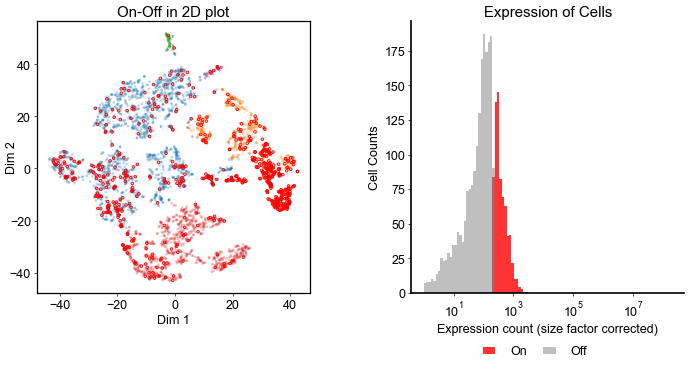 On-Off in 2D plot
Dim 2
40
20
0
−20
−40
−40 −20 0 20 40
Dim 1
Expression of Cells
Cell Counts
175
150
125
100
75
50
25
0
10^1 10^3 10^5 10^7
Expression count (size factor corrected)
On Off